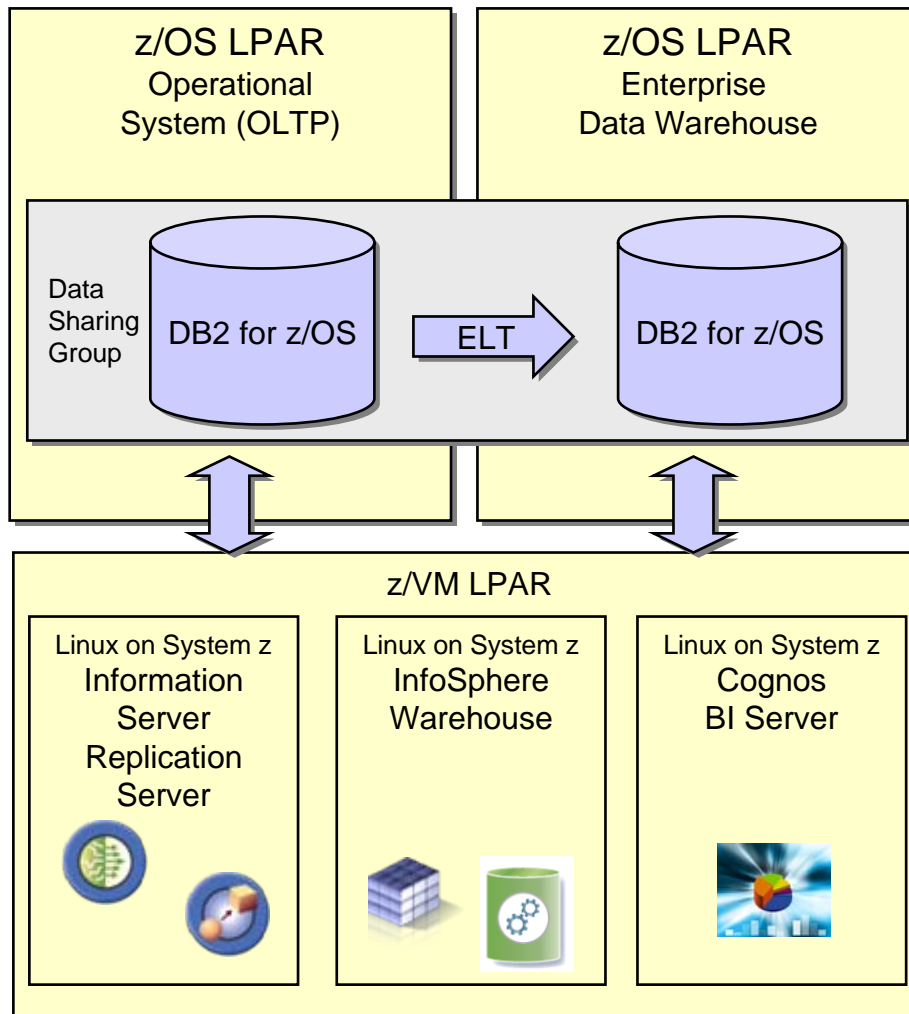 z/OS LPAR
Operational
System (OLTP)
z/OS LPAR
Enterprise
Data Warehouse
Data
Sharing
Group
DB2 for z/OS
ELT
DB2 for z/OS
z/VM LPAR
Linux on System z
Information
Server
Replication
Server
Linux on System z
InfoSphere
Warehouse
Linux on System z
Cognos
BI Server